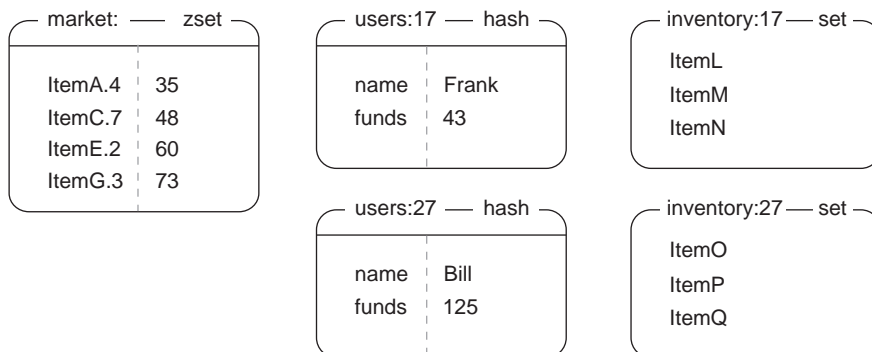 market: zset
ItemA.4 35
ItemC.7 48
ItemE.2 60
ItemG.3 73
users:17 hash
name Frank
funds 43
inventory:17 set
ItemL
ItemM
ItemN
users:27 hash
name Bill
funds 125
inventory:27 set
ItemO
ItemP
ItemQ